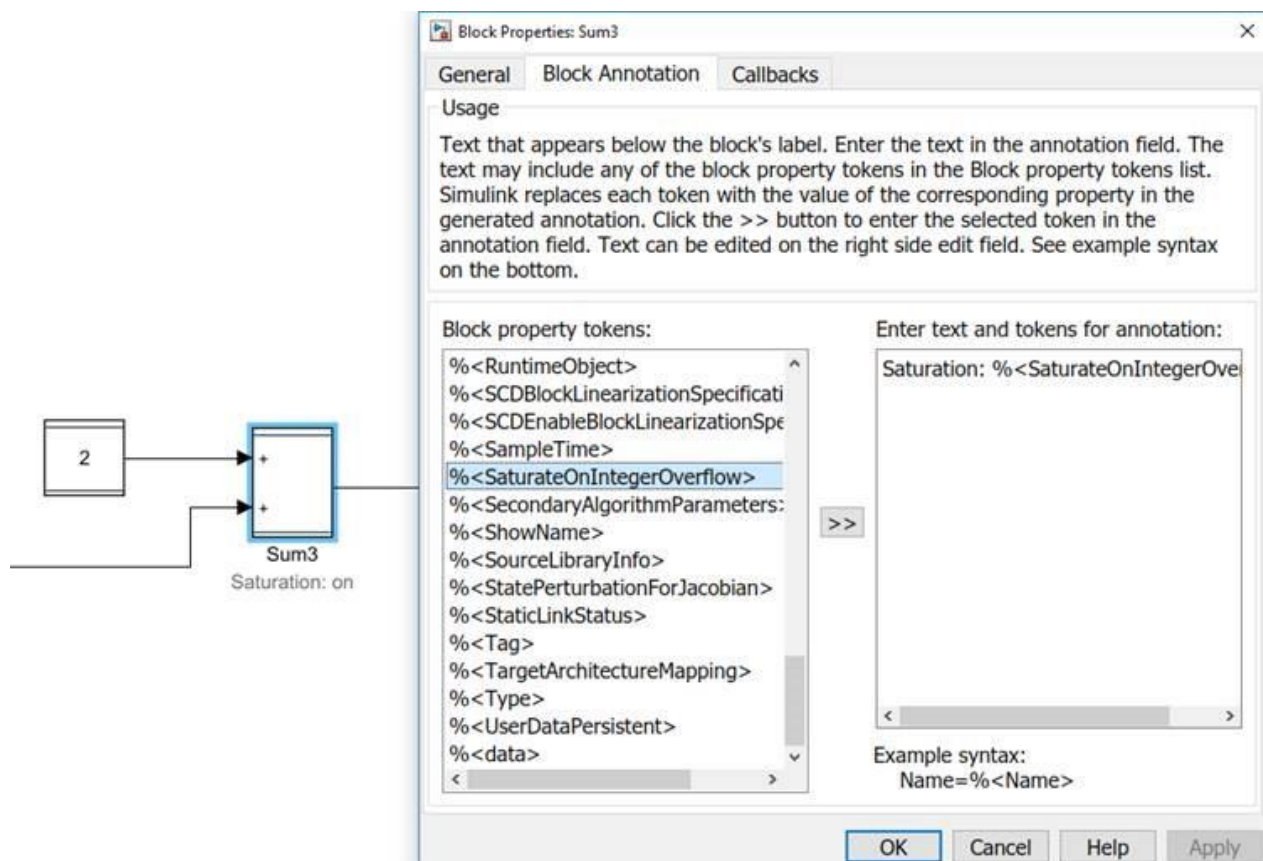 Block Properties: Sum3
General Block Annotation Callbacks
Usage
Text that appears below the block's label. Enter the text in the annotation field. The
text may include any of the block property tokens in the Block property tokens list.
Simulink replaces each token with the value of the corresponding property in the
generated annotation. Click the >> button to enter the selected token in the
annotation field. Text can be edited on the right side edit field. See example syntax
on the bottom.
Block property tokens:
%<RuntimeObject>
%<SCDBlockLinearizationSpecificati
%<SCDEnableBlockLinearizationSpe
%<SampleTime>
%<SaturateOnIntegerOverflow>
%<SecondaryAlgorithmParameters>
%<ShowName>
%<SourceLibraryInfo>
%<StatePerturbationForJacobian>
%<StaticLinkStatus>
%<Tag>
%<TargetArchitectureMapping>
%<Type>
%<UserDataPersistent>
%<data>
>>
Enter text and tokens for annotation:
Saturation: %<SaturateOnIntegerOve
Example syntax:
Name=%<Name>
OK Cancel Help Apply
2
+
+
Sum3
Saturation: on